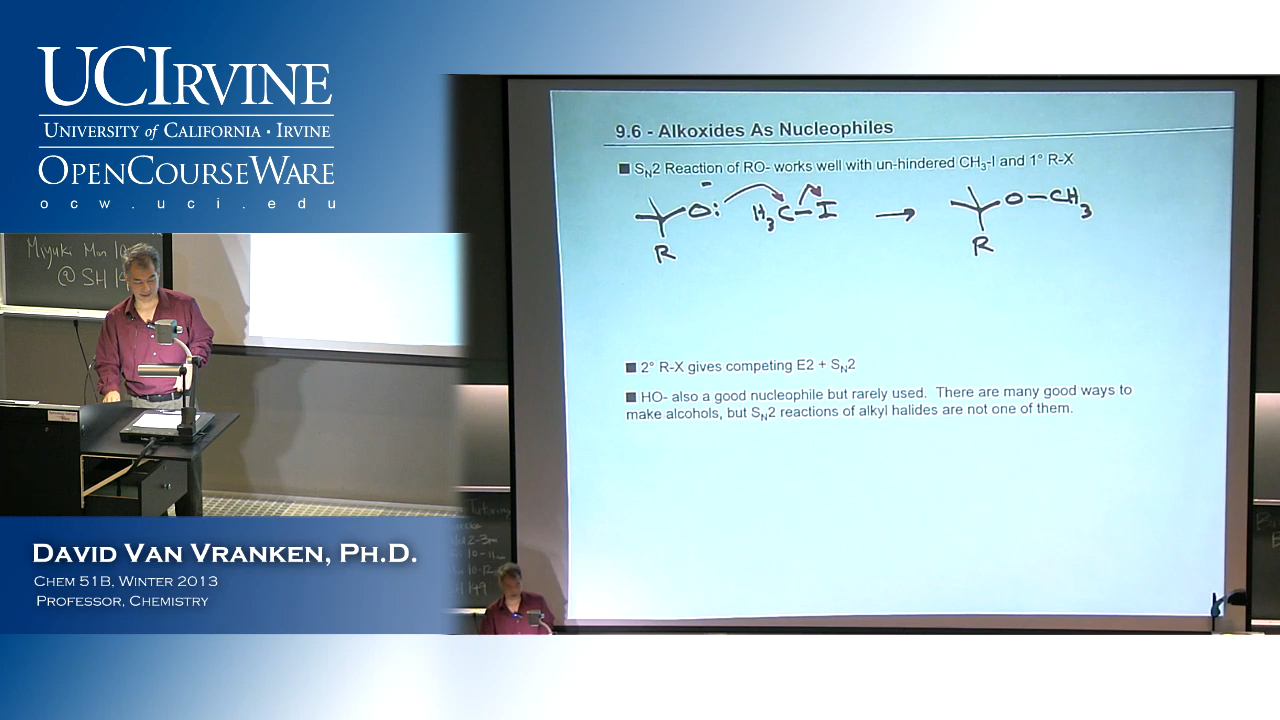 UCIRVINE
UNIVERSITY of CALIFORNIA · IRVINE
OPENCOURSEWARE
ocw.uci.edu
Miyuki Mon
@ SH
DAVID VAN VRANKEN, PH.D.
CHEM 51B, WINTER 2013
PROFESSOR, CHEMISTRY
9.6 - Alkoxides As Nucleophiles
■ SN2 Reaction of RO- works well with un-hindered CH3-I and 1° R-X
O: H3C-I → O-CH3
R R
■ 2° R-X gives competing E2 + SN2
■ HO- also a good nucleophile but rarely used. There are many good ways to
make alcohols, but SN2 reactions of alkyl halides are not one of them.